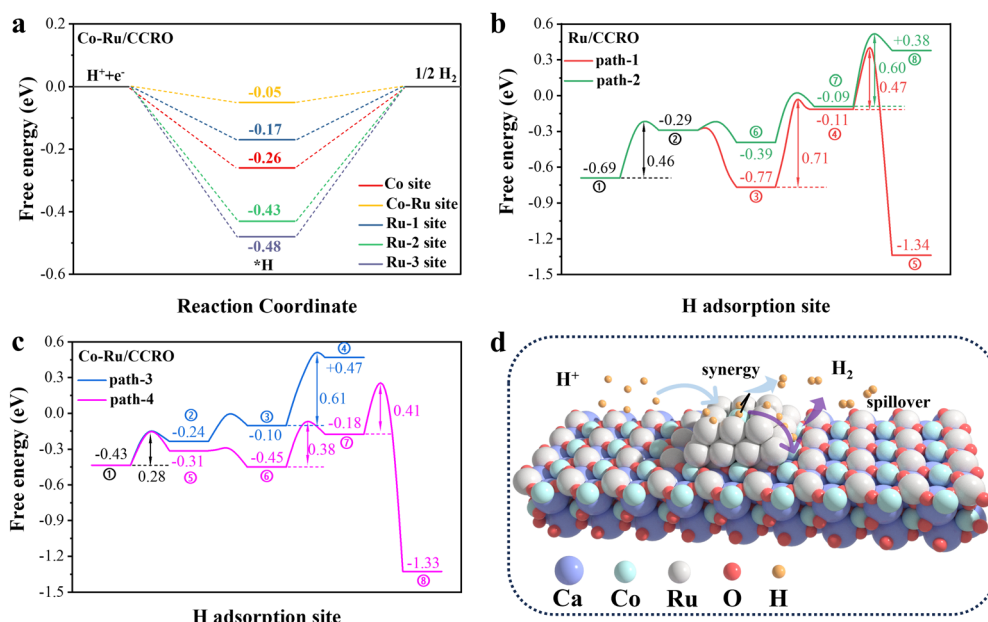 a
Co-Ru/CCRO
H⁺+e⁻
1/2 H₂
-0.05
-0.17
-0.26
-0.43
-0.48
*H
Co site
Co-Ru site
Ru-1 site
Ru-2 site
Ru-3 site
0.2
0.0
-0.2
-0.4
-0.6
Free energy (eV)
Reaction Coordinate
b
Ru/CCRO
path-1
path-2
-0.69
①
0.46
-0.29
②
⑥
-0.39
-0.77
③
0.71
⑦
-0.09
-0.11
④
0.60
0.47
+0.38
⑧
-1.34
⑤
0.6
0.3
0.0
-0.3
-0.6
-0.9
-1.2
-1.5
Free energy (eV)
H adsorption site
c
Co-Ru/CCRO
path-3
path-4
-0.43
①
0.28
②
-0.24
-0.31
⑤
③
-0.10
-0.45
⑥
④
+0.47
0.61
0.38
-0.18
⑦
0.41
-1.33
⑧
0.6
0.3
0.0
-0.3
-0.6
-0.9
-1.2
-1.5
Free energy (eV)
H adsorption site
d
H⁺
synergy
H₂
spillover
Ca Co Ru O H